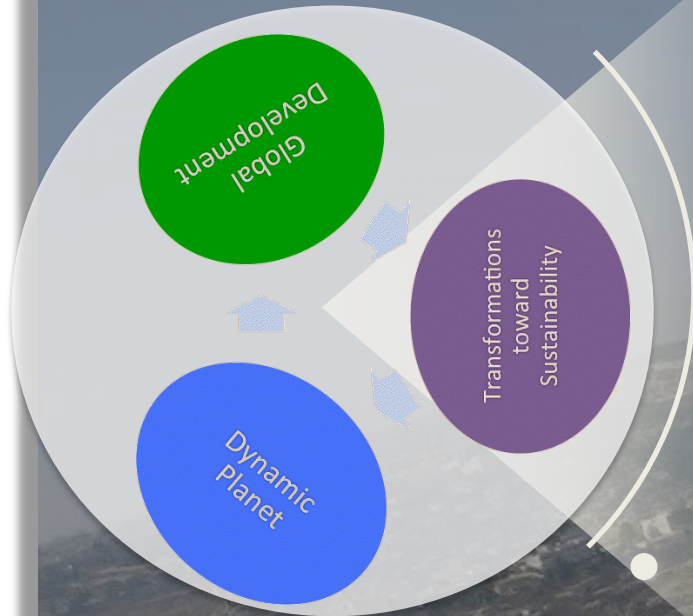 Global
Development
Transformations
toward
Sustainability
Dynamic
Planet